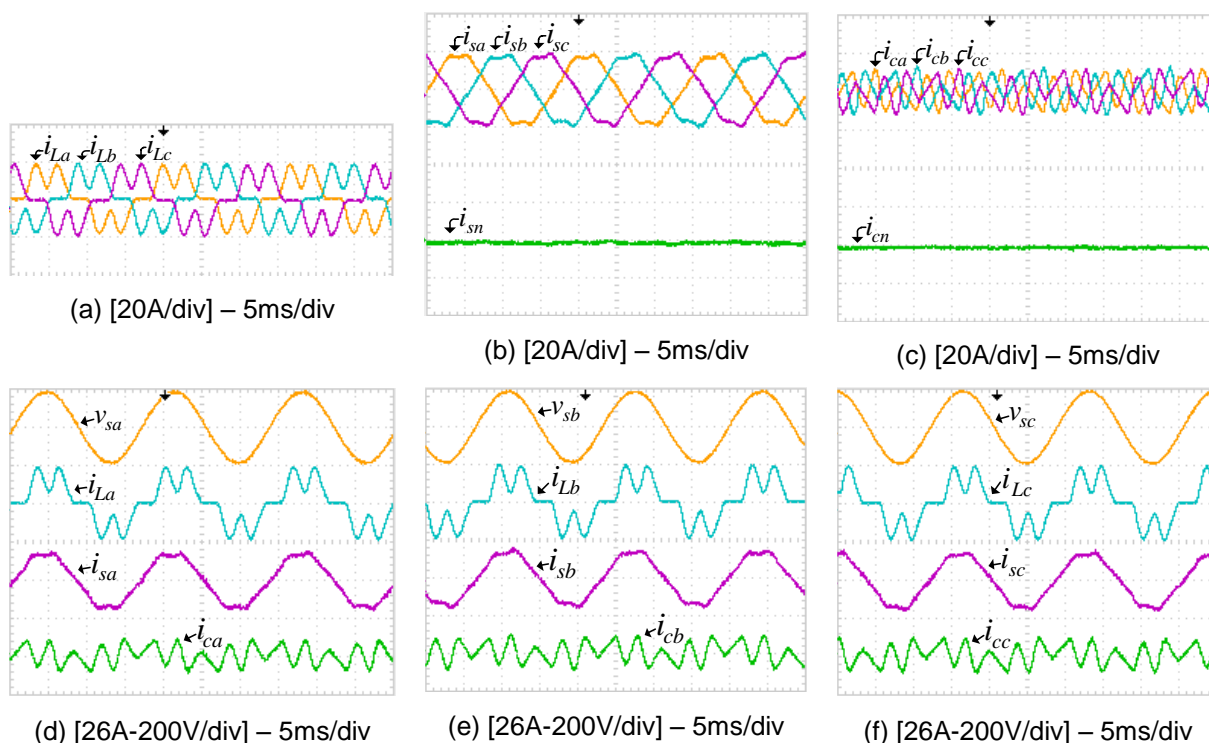 isa isb isc
ica icb icc
iLa iLb iLc
isn
icn
(a) [20A/div] – 5ms/div
(b) [20A/div] – 5ms/div
(c) [20A/div] – 5ms/div
vsa
iLa
isa
ica
vsb
iLb
isb
icb
vsc
iLc
isc
icc
(d) [26A-200V/div] – 5ms/div
(e) [26A-200V/div] – 5ms/div
(f) [26A-200V/div] – 5ms/div